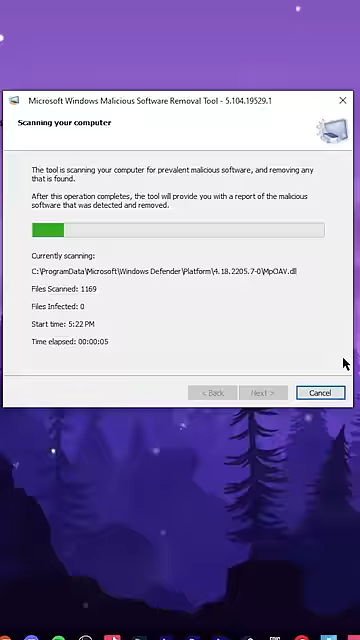 Microsoft Windows Malicious Software Removal Tool - 5.104.19529.1
Scanning your computer
The tool is scanning your computer for prevalent malicious software, and removing any
that is found.
After this operation completes, the tool will provide you with a report of the malicious
software that was detected and removed.
Currently scanning:
C:\ProgramData\Microsoft\Windows Defender\Platform\4.18.2205.7-0\MpOAV.dll
Files Scanned: 1169
Files Infected: 0
Start time: 5:22 PM
Time elapsed: 00:00:05
< Back
Next >
Cancel